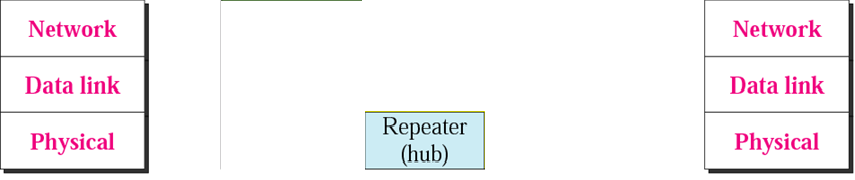 Network
Data link
Physical
Repeater
(hub)
Network
Data link
Physical